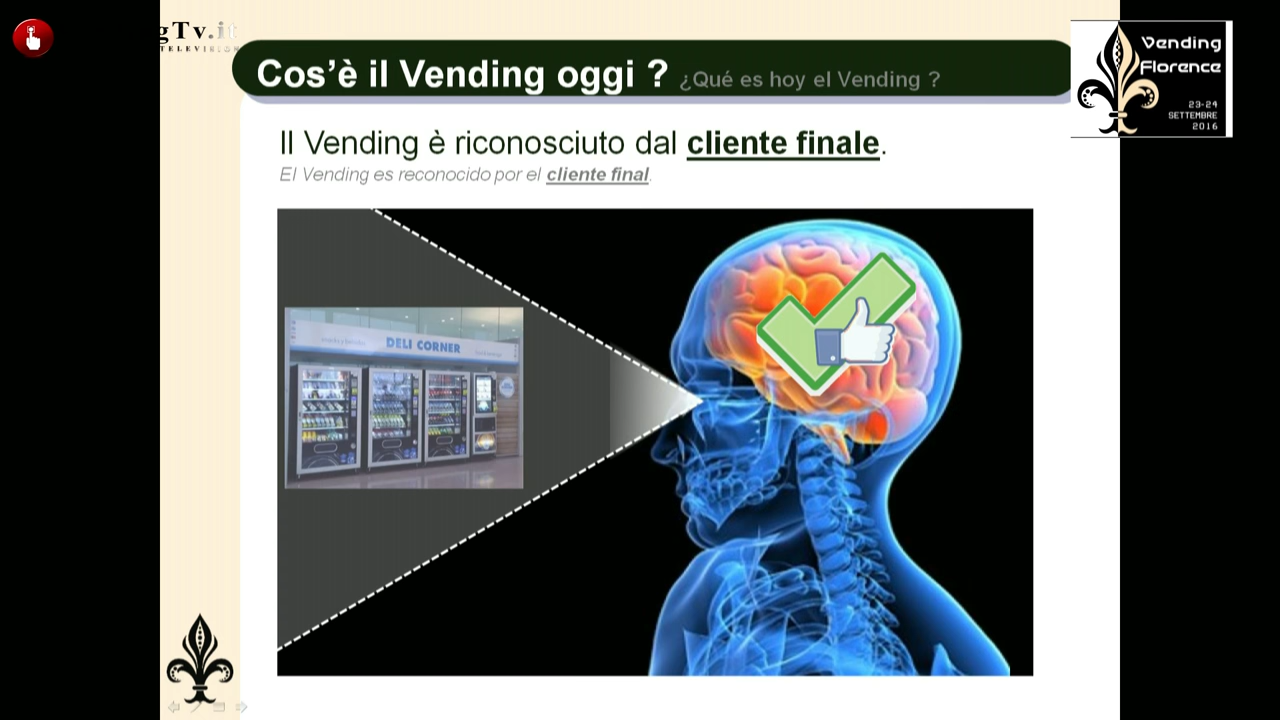 gTv.it
TELEVISION
Cos'è il Vending oggi ? ¿Qué es hoy el Vending ?
Vending
Florence
23-24
SETTEMBRE
2016
Il Vending è riconosciuto dal cliente finale.
El Vending es reconocido por el cliente final.
DELI CORNER